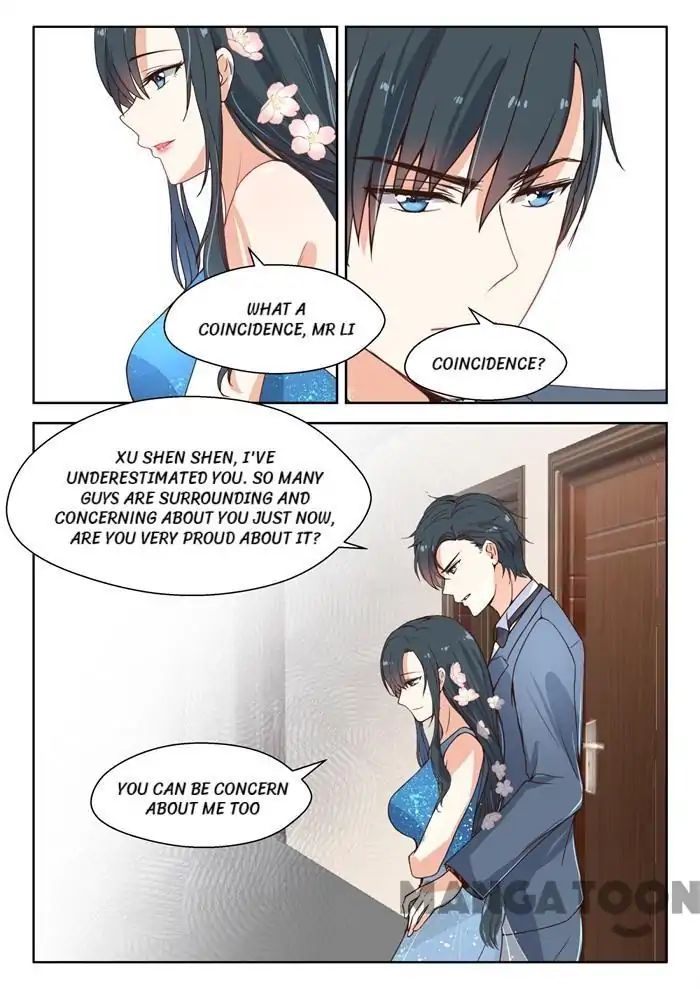 WHAT A
COINCIDENCE, MR LI
COINCIDENCE?
XU SHEN SHEN, I'VE
UNDERESTIMATED YOU. SO MANY
GUYS ARE SURROUNDING AND
CONCERNING ABOUT YOU JUST NOW,
ARE YOU VERY PROUD ABOUT IT?
YOU CAN BE CONCERN
ABOUT ME TOO
MANGATOON